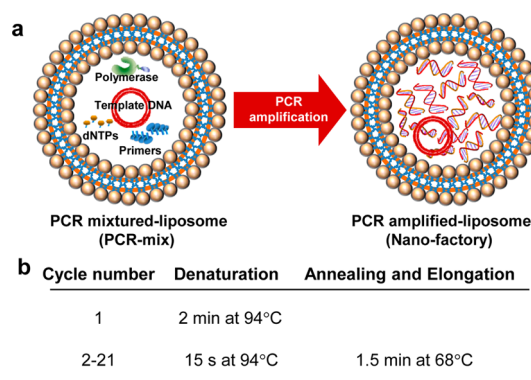 a
Polymerase
Template DNA
dNTPs
Primers
PCR
amplification
PCR mixtured-liposome
(PCR-mix)
PCR amplified-liposome
(Nano-factory)
b
Cycle number Denaturation Annealing and Elongation
1 2 min at 94°C
2-21 15 s at 94°C 1.5 min at 68°C